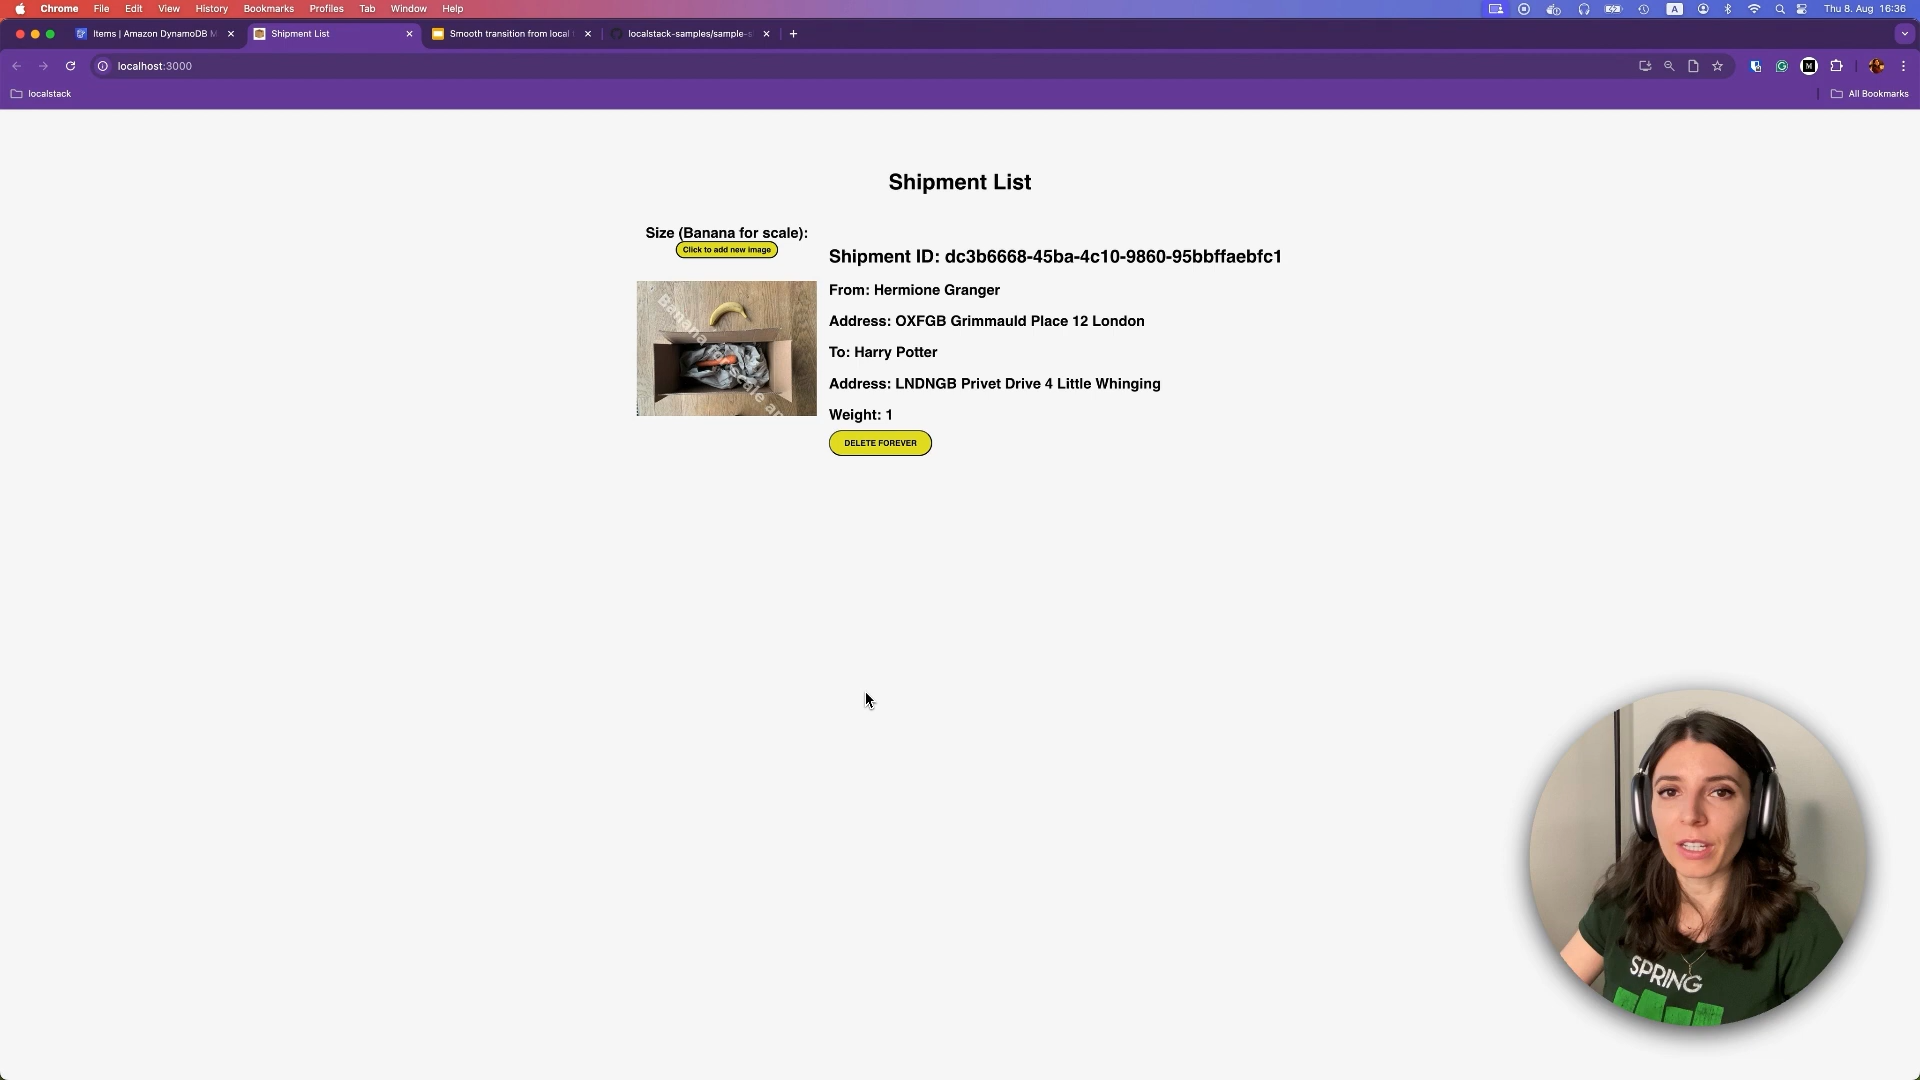 Chrome File Edit View History Bookmarks Profiles Tab Window Help
A Thu 8. Aug 16:36
Items | Amazon DynamoDB M
Shipment List
Smooth transition from local
localstack-samples/sample-s
localhost:3000
localstack
All Bookmarks
Shipment List
Size (Banana for scale):
Click to add new image
Shipment ID: dc3b6668-45ba-4c10-9860-95bbffaebfc1
From: Hermione Granger
Address: OXFGB Grimmauld Place 12 London
To: Harry Potter
Address: LNDNGB Privet Drive 4 Little Whinging
Weight: 1
DELETE FOREVER
SPRING